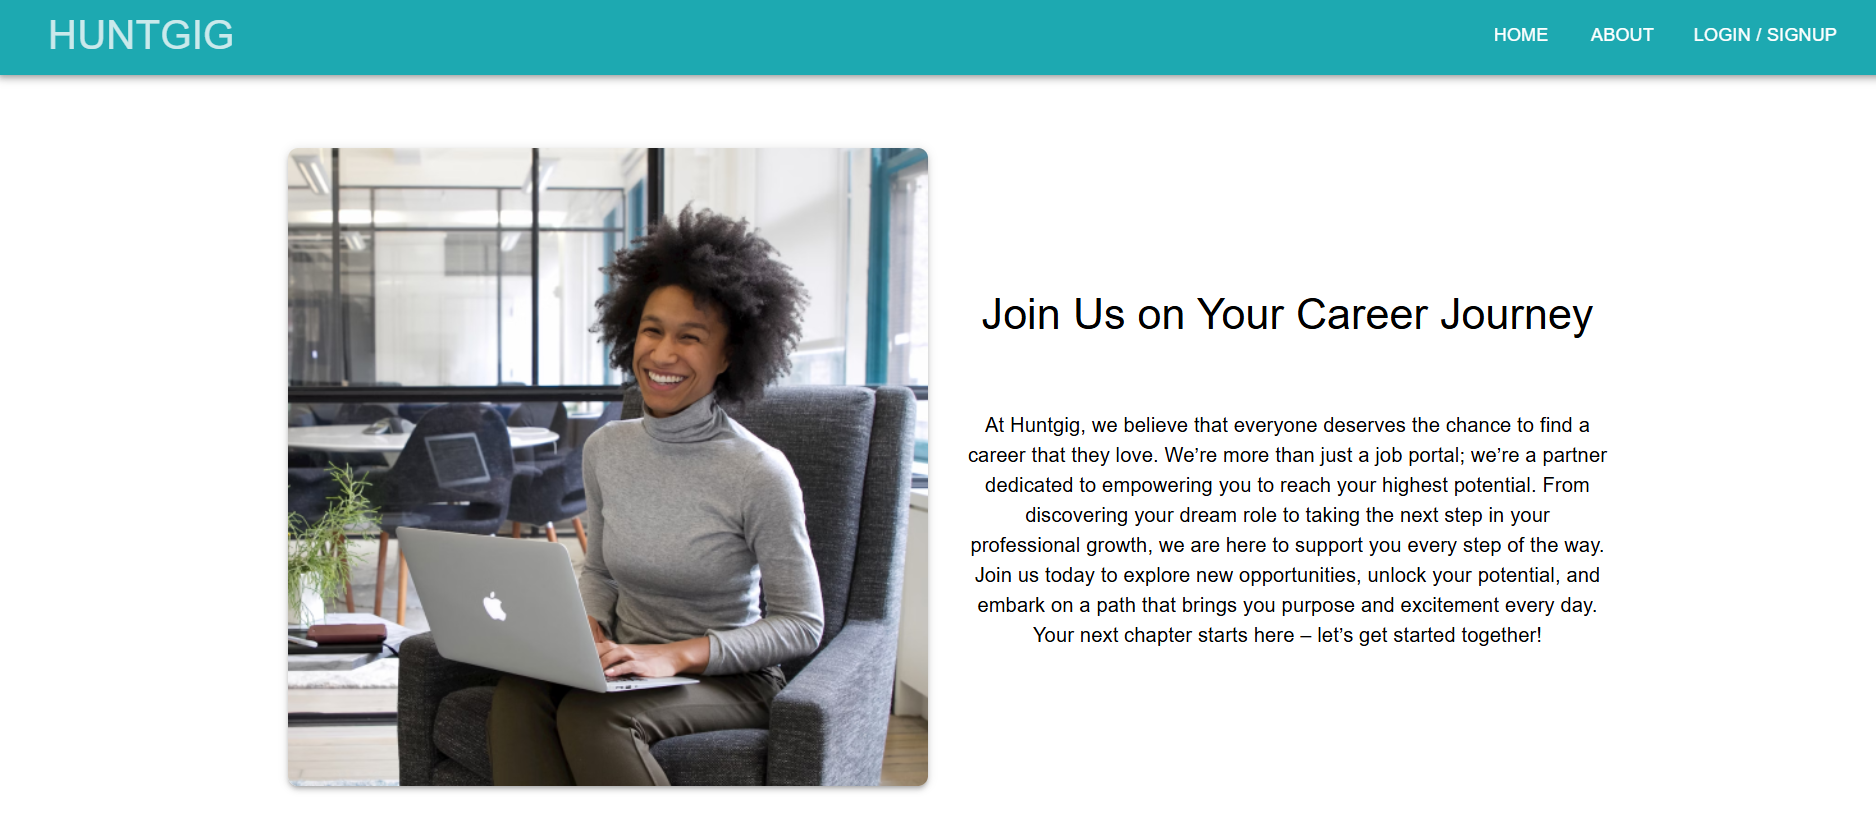 HUNTGIG
HOME ABOUT LOGIN / SIGNUP
Join Us on Your Career Journey
At Huntgig, we believe that everyone deserves the chance to find a
career that they love. We’re more than just a job portal; we’re a partner
dedicated to empowering you to reach your highest potential. From
discovering your dream role to taking the next step in your
professional growth, we are here to support you every step of the way.
Join us today to explore new opportunities, unlock your potential, and
embark on a path that brings you purpose and excitement every day.
Your next chapter starts here – let’s get started together!